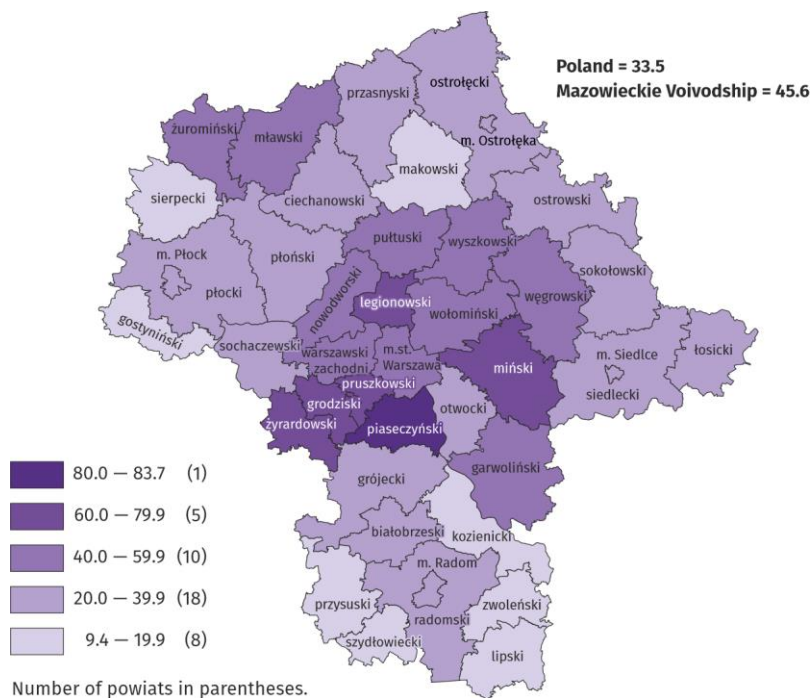 ostrołęcki
Poland = 33.5
Mazowieckie Voivodship = 45.6
przasnyski
żuromiński
mławski
m. Ostrołęka
makowski
sierpecki
ciechanowski
ostrowski
pułtuski
wyszkowski
m. Płock
płoński
sokołowski
płocki
legionowski
węgrowski
nowodworski
wołomiński
gostyniński
sochaczewski
warszawski
zachodni
m.st.
Warszawa
m. Siedlce
łosicki
miński
pruszkowski
siedlecki
grodziski
otwocki
żyrardowski
piaseczyński
garwoliński
grójecki
80.0 — 83.7 (1)
60.0 — 79.9 (5)
40.0 — 59.9 (10)
20.0 — 39.9 (18)
9.4 — 19.9 (8)
białobrzeski
kozienicki
m. Radom
przysuski
zwoleński
radomski
szydłowiecki
lipski
Number of powiats in parentheses.